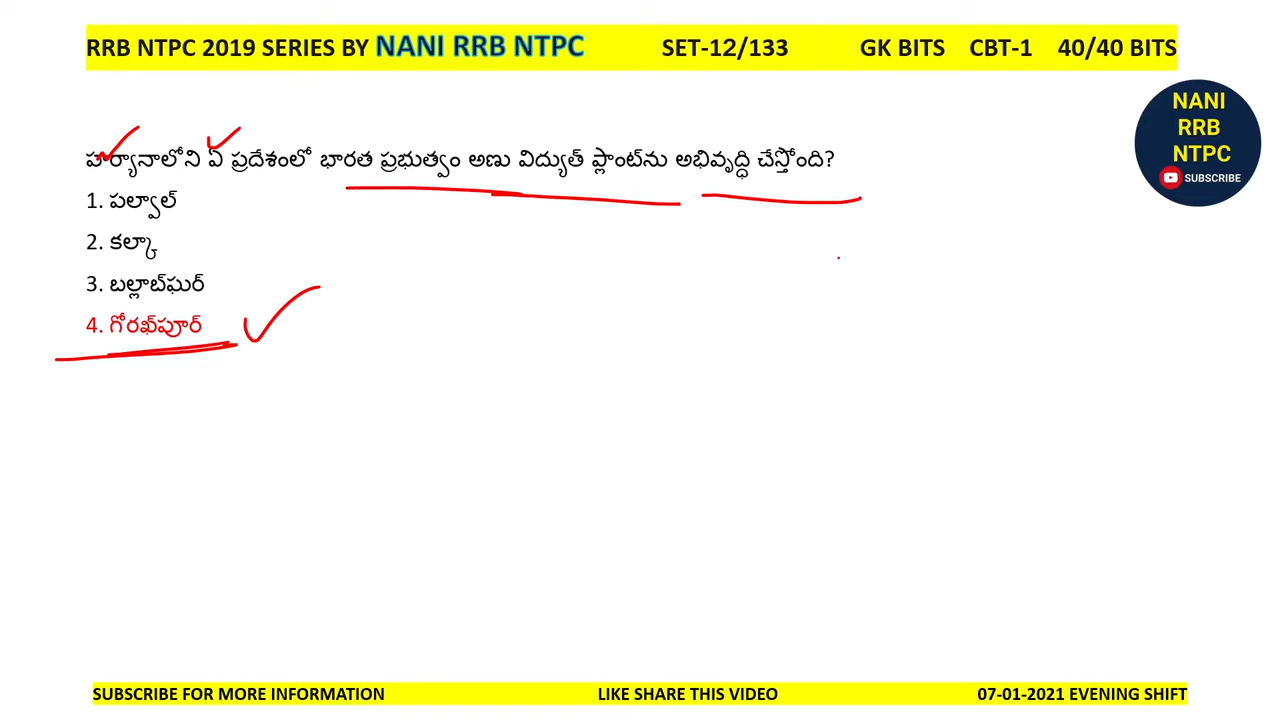 RRB NTPC 2019 SERIES BY NANI RRB NTPC SET-12/133 GK BITS CBT-1 40/40 BITS
NANI
RRB
NTPC
SUBSCRIBE
హర్యానాలోని ఏ ప్రదేశంలో భారత ప్రభుత్వం అణు విద్యుత్ ప్లాంట్‌ను అభివృద్ధి చేస్తోంది?
1. పల్వాల్
2. కల్కా
3. బల్లాబ్‌ఘర్
4. గోరఖ్‌పూర్
SUBSCRIBE FOR MORE INFORMATION LIKE SHARE THIS VIDEO 07-01-2021 EVENING SHIFT